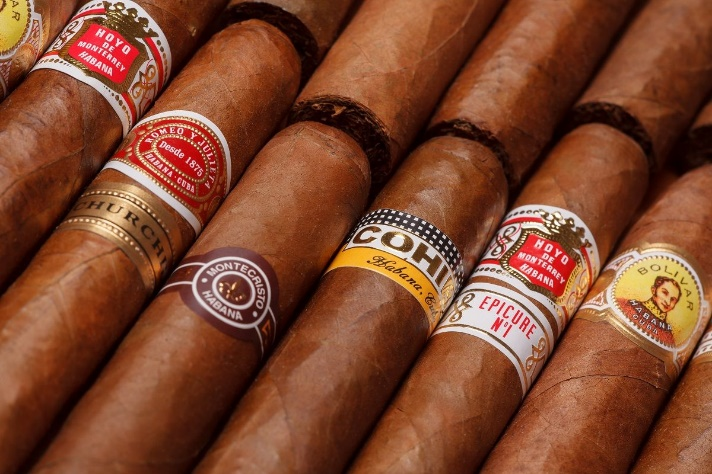 HOYO
DE
MONTERREY
HABANA
ROMEO Y JULIETA
Desde 1875
HABANA, CUBA
CHURCHI
MONTECRISTO
HABANA
COHI
Habana, C
HOYO
DE
MONTERREY
HABANA
EPICURE
Nº1
BOLIVAR
HABANA
CUBA